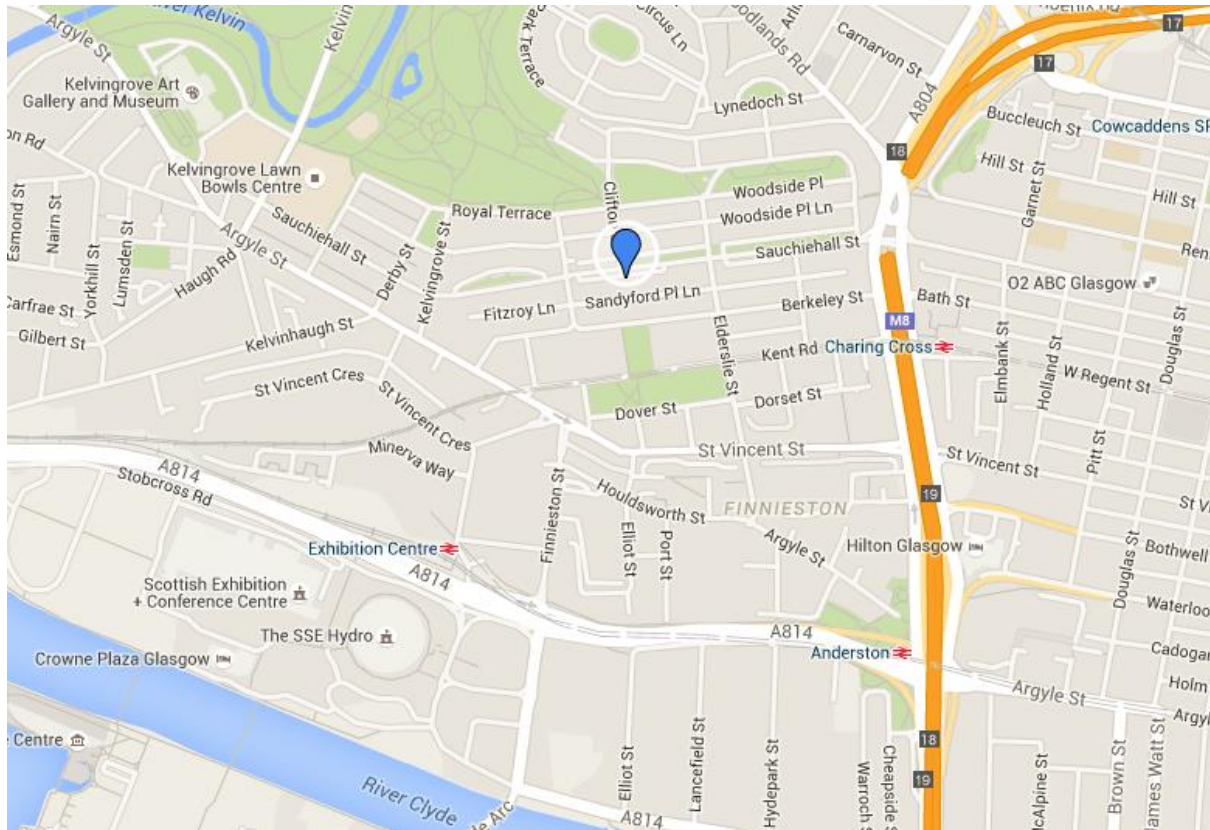 Argyle St
River Kelvin
Kelvin
Park Terrace
Circus Ln
Woodlands Rd
Carnarvon St
A804
17
17
Kelvingrove Art
Gallery and Museum
Lynedoch St
Buccleuch St
Cowcaddens
18
Hill St
Garnet St
Hill St
Kelvingrove Lawn
Bowls Centre
Clifton
Woodside Pl
Royal Terrace
Woodside Pl Ln
Esmond St
Nairn St
Yorkhill St
Lumsden St
Haugh Rd
Sauchiehall St
Argyle St
Derby St
Kelvingrove St
Sauchiehall St
O2 ABC Glasgow
Carfrae St
Gilbert St
Kelvinhaugh St
Fitzroy Ln
Sandyford Pl Ln
Berkeley St
Bath St
M8
Elderslie St
Kent Rd
Charing Cross
Elmbank St
Holland St
Douglas St
W Regent St
St Vincent Cres
St Vincent Cres
Dover St
Dorset St
Minerva Way
St Vincent St
St Vincent St
Pitt St
A814
Stobcross Rd
Finnieston St
Houldsworth St
FINNIESTON
19
Argyle St
Elliot St
Port St
Hilton Glasgow
Bothwell
Exhibition Centre
A814
Douglas St
Scottish Exhibition
+ Conference Centre
Waterloo
The SSE Hydro
A814
Crowne Plaza Glasgow
Anderston
Cadogan
Holm
Argyle St
Centre
Elliot St
Lancefield St
Hydepark St
Cheapside St
Warroch St
18
19
McAlpine St
Brown St
James Watt St
River Clyde
Arc